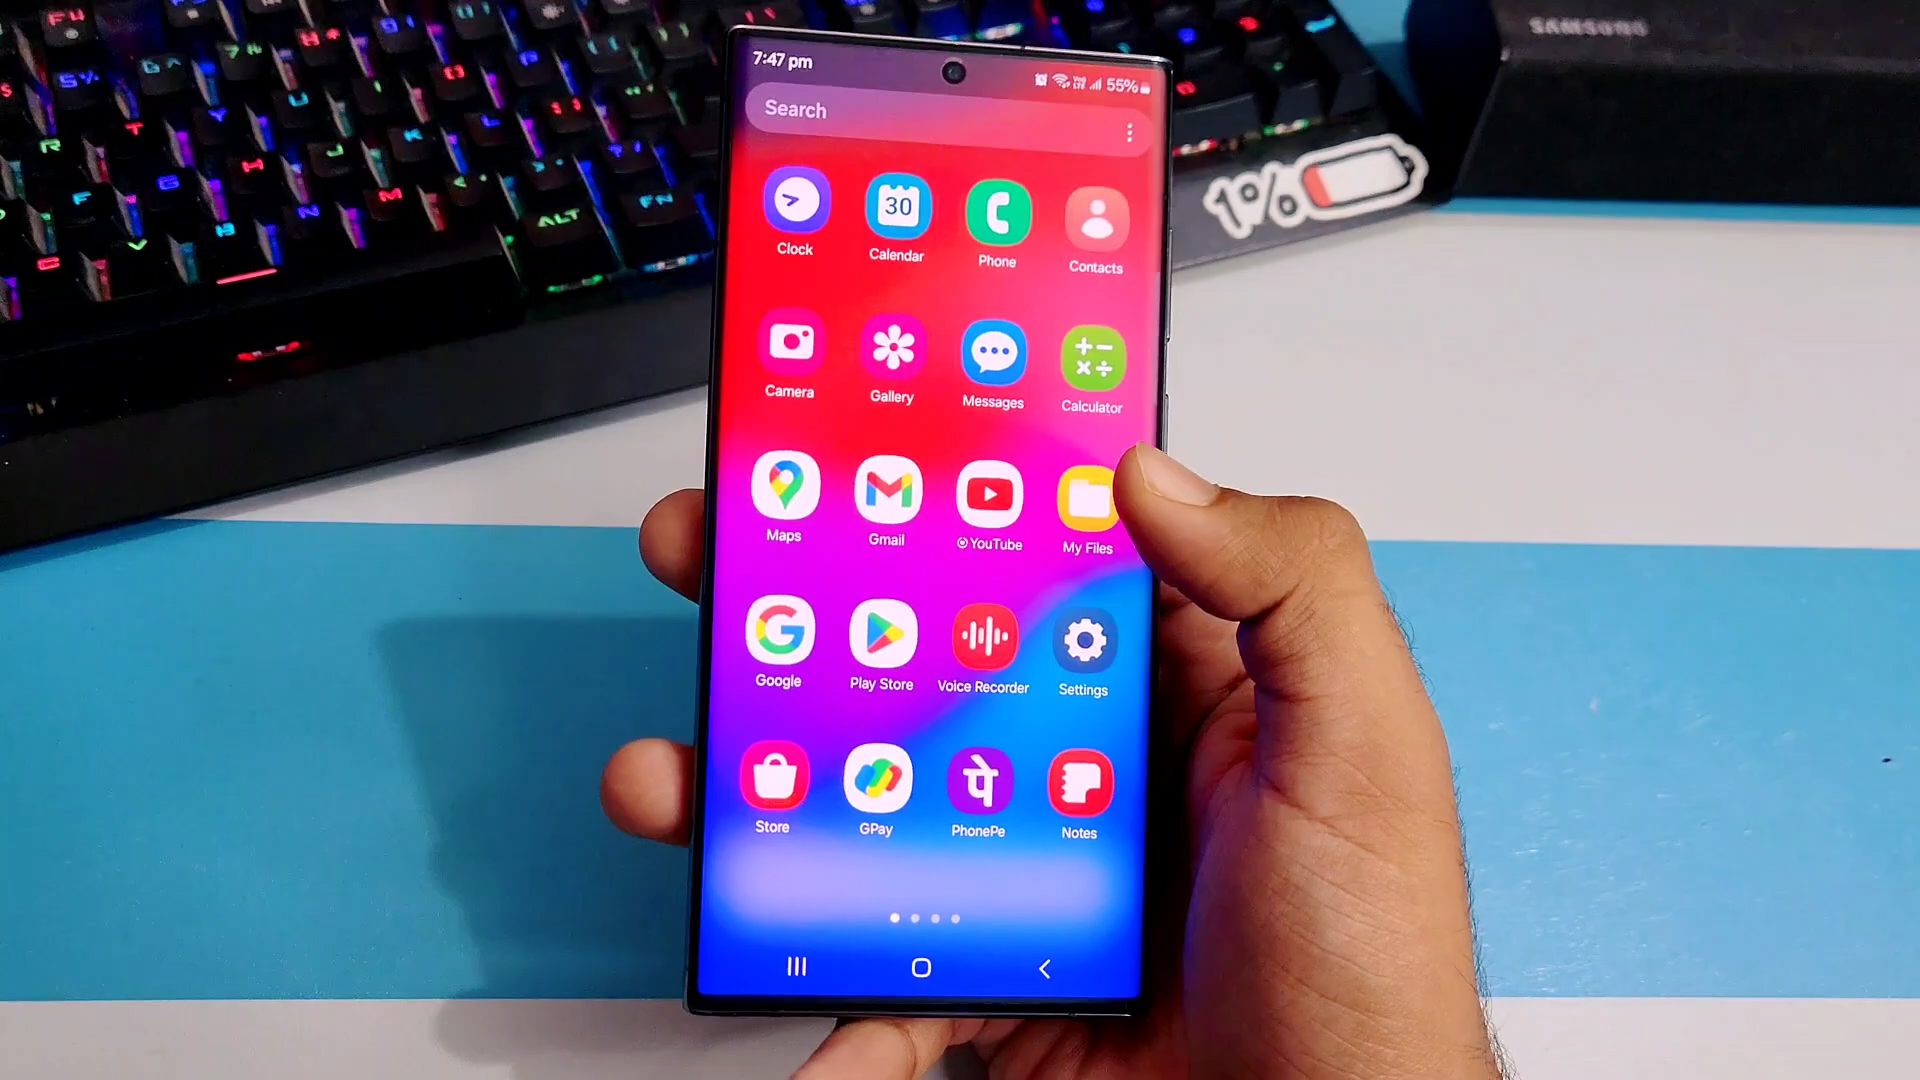 SAMSUNG
7:47 pm
55%
Search
1%
30
Clock
Calendar
Phone
Contacts
Camera
Gallery
Messages
Calculator
Maps
Gmail
YouTube
My Files
Google
Play Store
Voice Recorder
Settings
पे
Store
GPay
PhonePe
Notes
ALT
FN